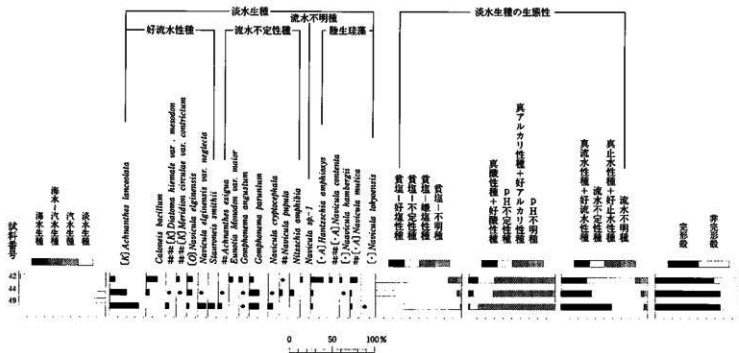 淡水生種
流水不明種
好流水性種
流水不定性種
陸生珪藻
淡水生種の生態性
試料番号
海水生種
海水～汽水生種
汽水生種
淡水生種
[K] Achnanthes lanceolata
Caloneis bacillum
[K] Diatoma hiemale var. mesodon
[K] Meridion circulae var. constrictum
[O] Navicula elginensis
Navicula elginensis var. neglecta
Stauroneis smithii
Achnanthes exigua
Eunotia Monodon var. maior
Gomphonema angustum
Gomphonema parvulum
Navicula cryptocephala
Navicula pupula
Nitzschia amphibia
Navicula sp.-1
[・A] Hantzschia amphioxys
[・A] Navicula contenta
[・] Navicula hambergii
[・A] Navicula mutica
[・] Navicula tokyoensis
貧塩－好塩性種
貧塩－不定性種
貧塩－嫌塩性種
貧塩－不明種
真酸性種＋好酸性種
pH不定性種
真アルカリ性種＋好アルカリ性種
pH不明種
真流水性種＋好流水性種
流水不定性種
真止水性種＋好止水性種
流水不明種
完形殻
非完形殻
42
44
49
0 50 100%